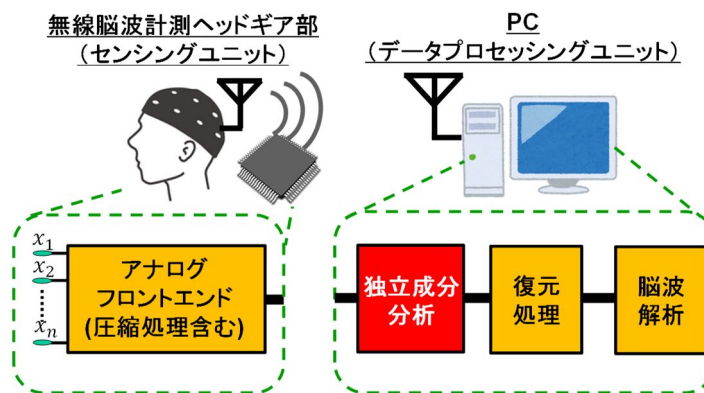 無線脳波計測ヘッドギア部
（センシングユニット）
PC
（データプロセッシングユニット）
x1
x2
xn
アナログ
フロントエンド
(圧縮処理含む)
独立成分
分析
復元
処理
脳波
解析